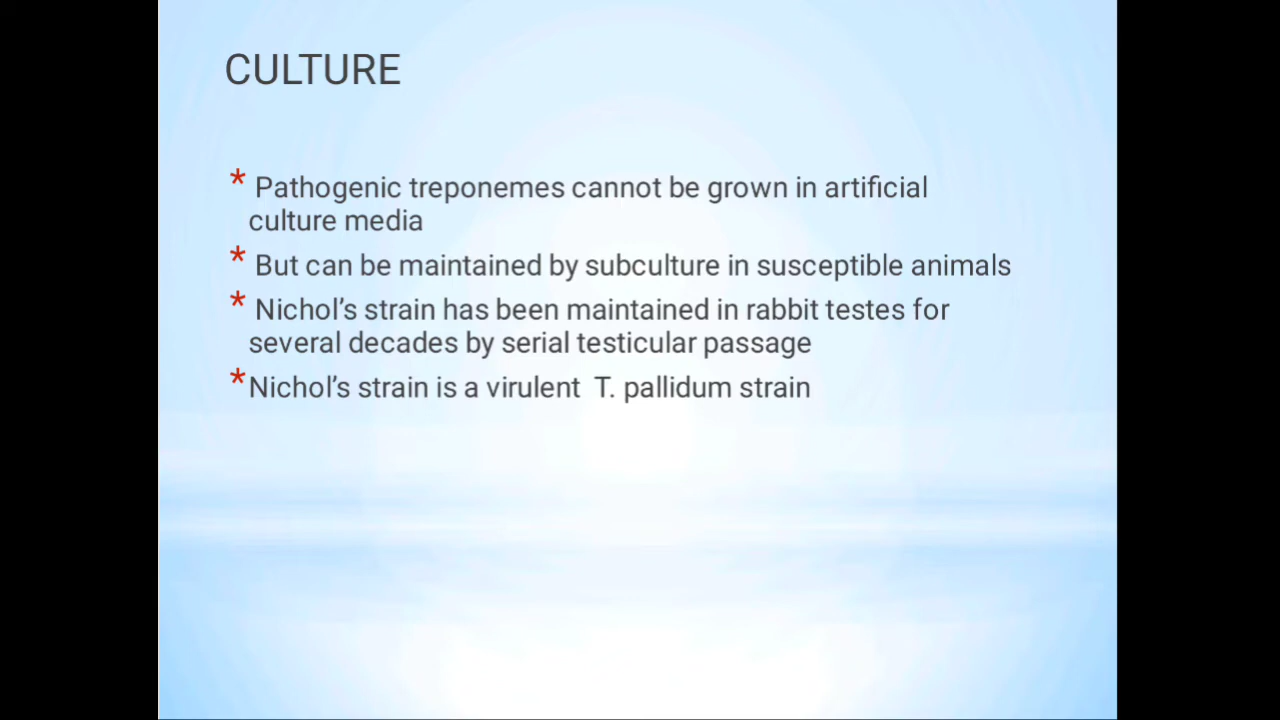 CULTURE
* Pathogenic treponemes cannot be grown in artificial
culture media
* But can be maintained by subculture in susceptible animals
* Nichol’s strain has been maintained in rabbit testes for
several decades by serial testicular passage
*Nichol’s strain is a virulent  T. pallidum strain